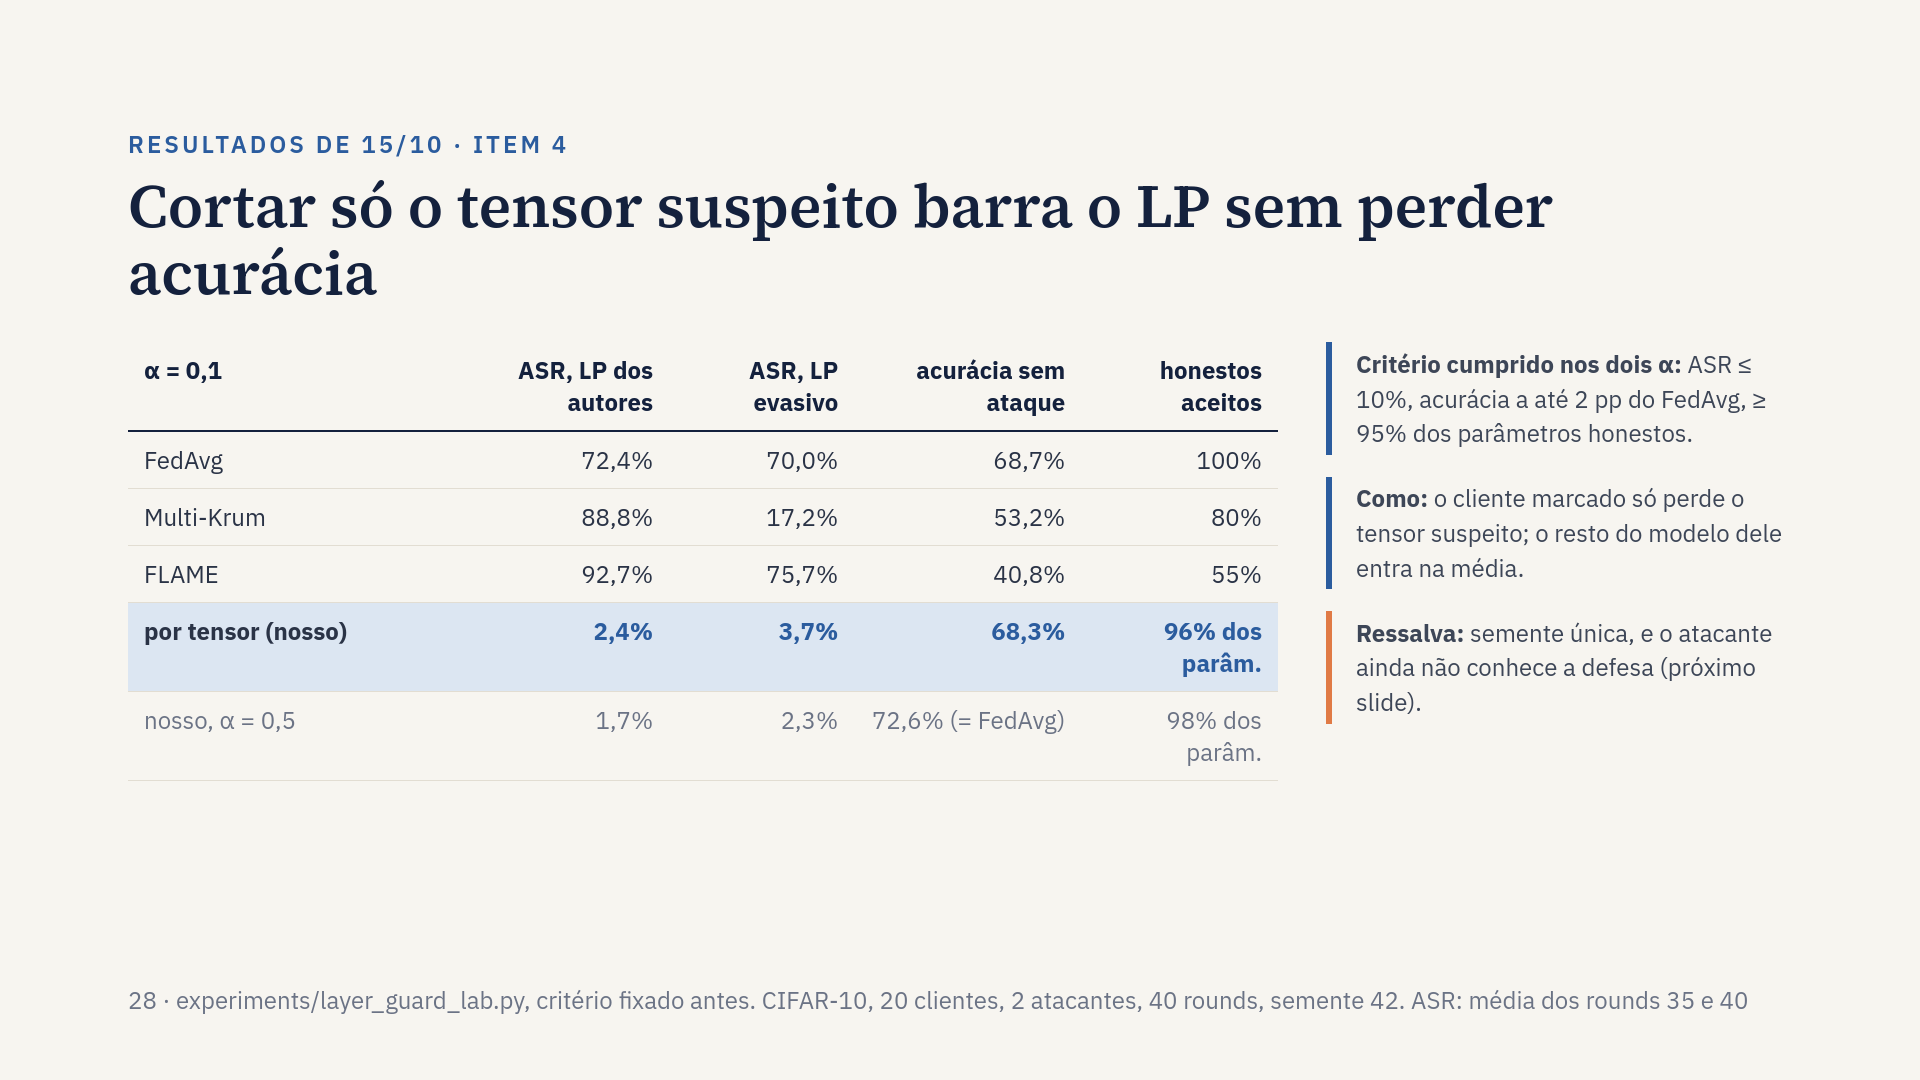 RESULTADOS DE 15/10 · ITEM 4
Cortar só o tensor suspeito barra o LP sem perder
acurácia
α = 0,1 ASR, LP dos autores ASR, LP evasivo acurácia sem ataque honestos aceitos
FedAvg 72,4% 70,0% 68,7% 100%
Multi-Krum 88,8% 17,2% 53,2% 80%
FLAME 92,7% 75,7% 40,8% 55%
por tensor (nosso) 2,4% 3,7% 68,3% 96% dos parâm.
nosso, α = 0,5 1,7% 2,3% 72,6% (= FedAvg) 98% dos parâm.
Critério cumprido nos dois α: ASR ≤
10%, acurácia a até 2 pp do FedAvg, ≥
95% dos parâmetros honestos.
Como: o cliente marcado só perde o
tensor suspeito; o resto do modelo dele
entra na média.
Ressalva: semente única, e o atacante
ainda não conhece a defesa (próximo
slide).
28 · experiments/layer_guard_lab.py, critério fixado antes. CIFAR-10, 20 clientes, 2 atacantes, 40 rounds, semente 42. ASR: média dos rounds 35 e 40